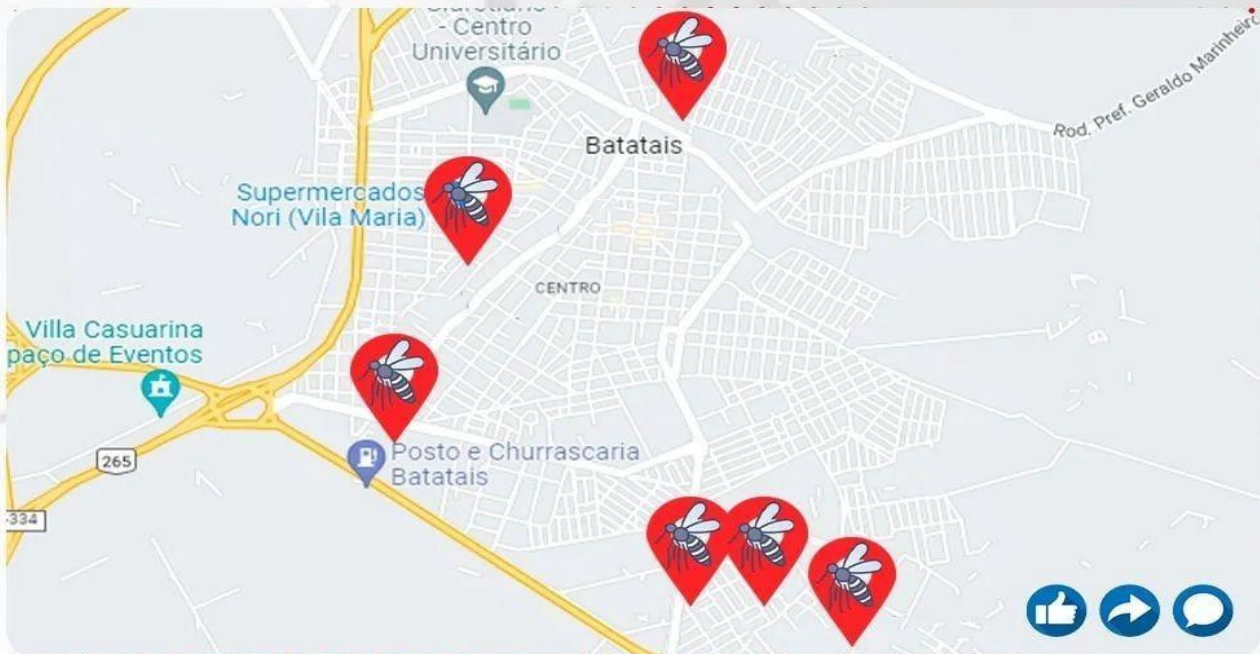 - Centro
Universitário
Batatais
Rod. Pref. Geraldo Marinheiro
Supermercados
Nori (Vila Maria)
CENTRO
Villa Casuarina
paço de Eventos
265
Posto e Churrascaria
Batatais
-334